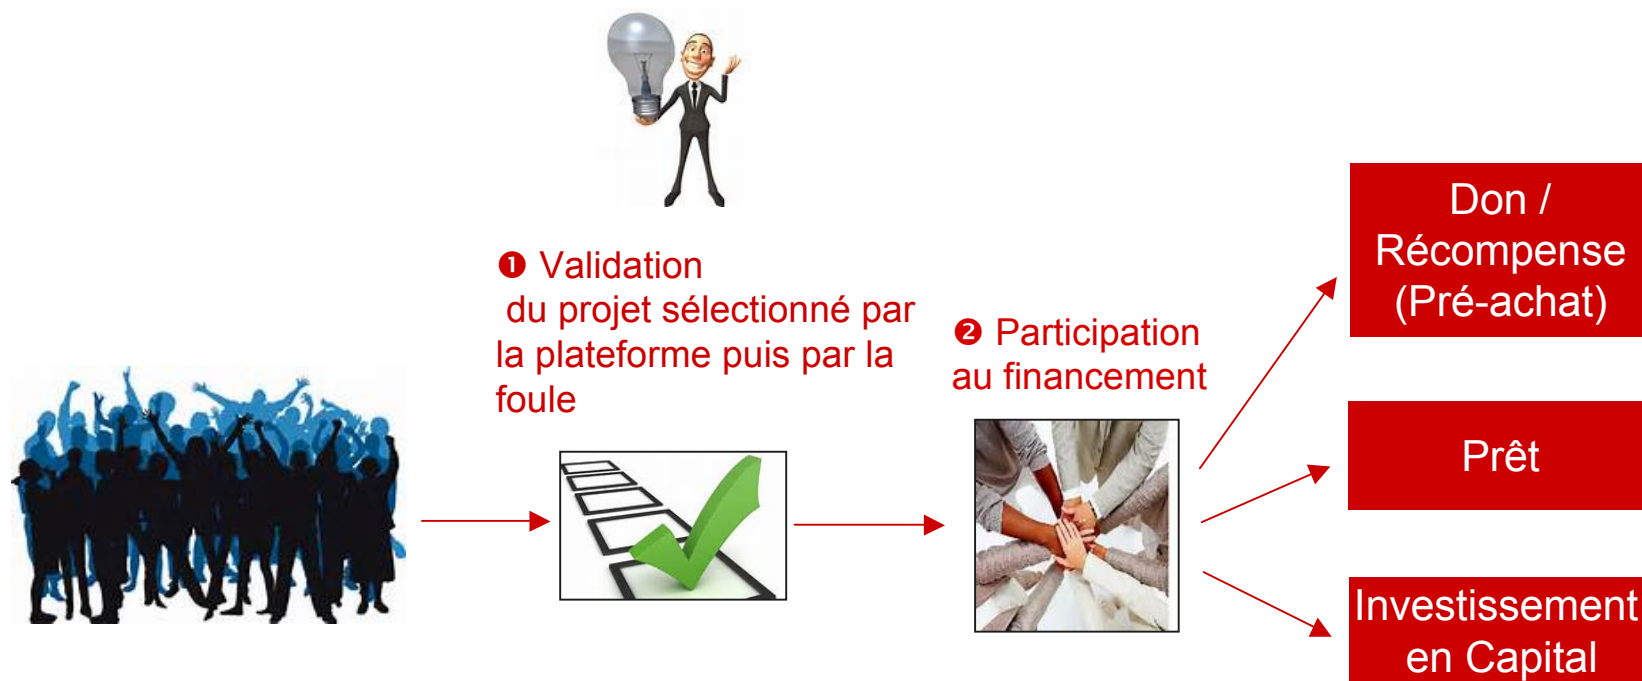 ❶ Validation
du projet sélectionné par
la plateforme puis par la
foule
❷ Participation
au financement
Don /
Récompense
(Pré-achat)
Prêt
Investissement
en Capital